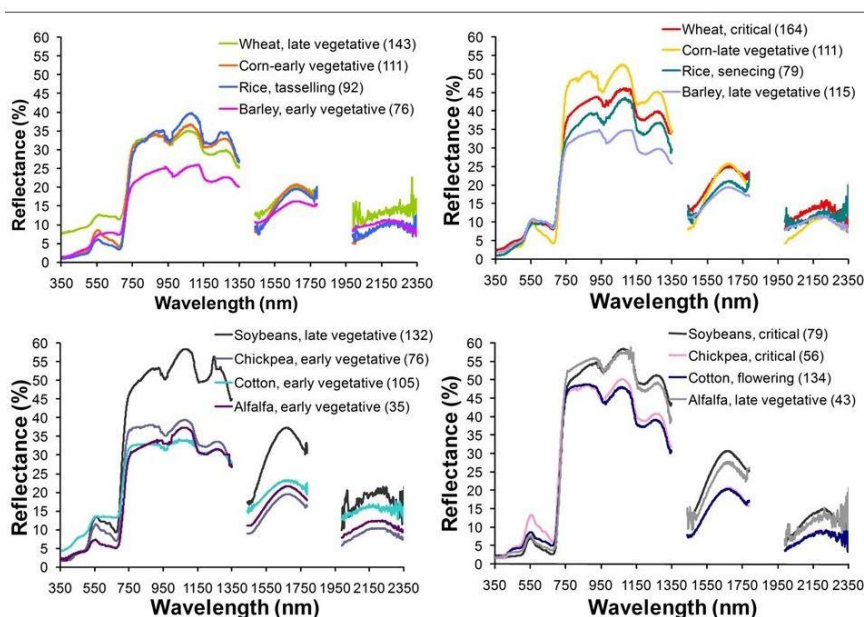 Wheat, late vegetative (143)
Corn-early vegetative (111)
Rice, tasselling (92)
Barley, early vegetative (76)
Reflectance (%)
60
55
50
45
40
35
30
25
20
15
10
5
0
350 550 750 950 1150 1350 1550 1750 1950 2150 2350
Wavelength (nm)
Wheat, critical (164)
Corn-late vegetative (111)
Rice, senecing (79)
Barley, late vegetative (115)
Reflectance (%)
60
55
50
45
40
35
30
25
20
15
10
5
0
350 550 750 950 1150 1350 1550 1750 1950 2150 2350
Wavelength (nm)
Soybeans, late vegetative (132)
Chickpea, early vegetative (76)
Cotton, early vegetative (105)
Alfalfa, early vegetative (35)
Reflectance (%)
60
55
50
45
40
35
30
25
20
15
10
5
0
350 550 750 950 1150 1350 1550 1750 1950 2150 2350
Wavelength (nm)
Soybeans, critical (79)
Chickpea, critical (56)
Cotton, flowering (134)
Alfalfa, late vegetative (43)
Reflectance (%)
60
55
50
45
40
35
30
25
20
15
10
5
0
350 550 750 950 1150 1350 1550 1750 1950 2150 2350
Wavelength (nm)